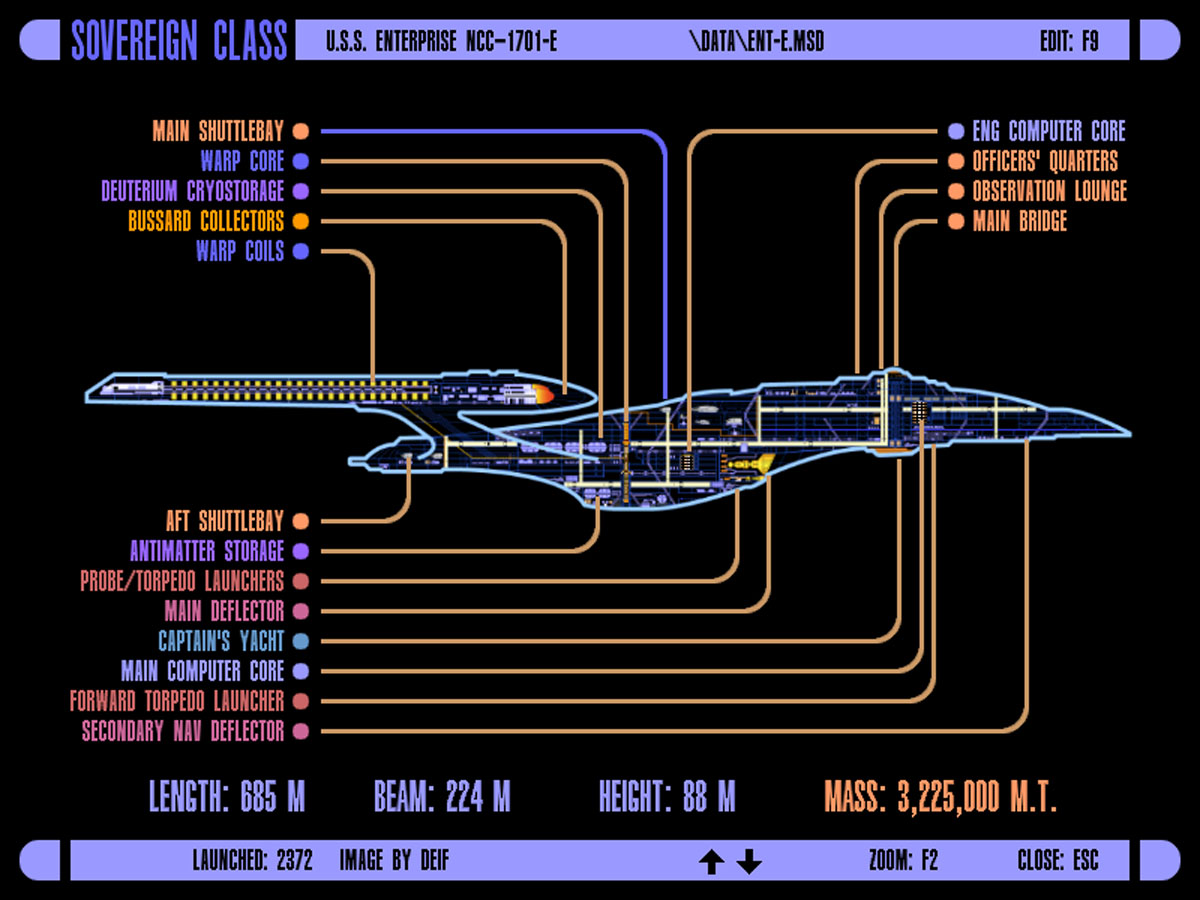 SOVEREIGN CLASS U.S.S. ENTERPRISE NCC-1701-E \DATA\ENT-E.MSD EDIT: F9
MAIN SHUTTLEBAY
WARP CORE
DEUTERIUM CRYOSTORAGE
BUSSARD COLLECTORS
WARP COILS
ENG COMPUTER CORE
OFFICERS' QUARTERS
OBSERVATION LOUNGE
MAIN BRIDGE
AFT SHUTTLEBAY
ANTIMATTER STORAGE
PROBE/TORPEDO LAUNCHERS
MAIN DEFLECTOR
CAPTAIN'S YACHT
MAIN COMPUTER CORE
FORWARD TORPEDO LAUNCHER
SECONDARY NAV DEFLECTOR
LENGTH: 685 M BEAM: 224 M HEIGHT: 88 M MASS: 3,225,000 M.T.
LAUNCHED: 2372 IMAGE BY DEIF ZOOM: F2 CLOSE: ESC